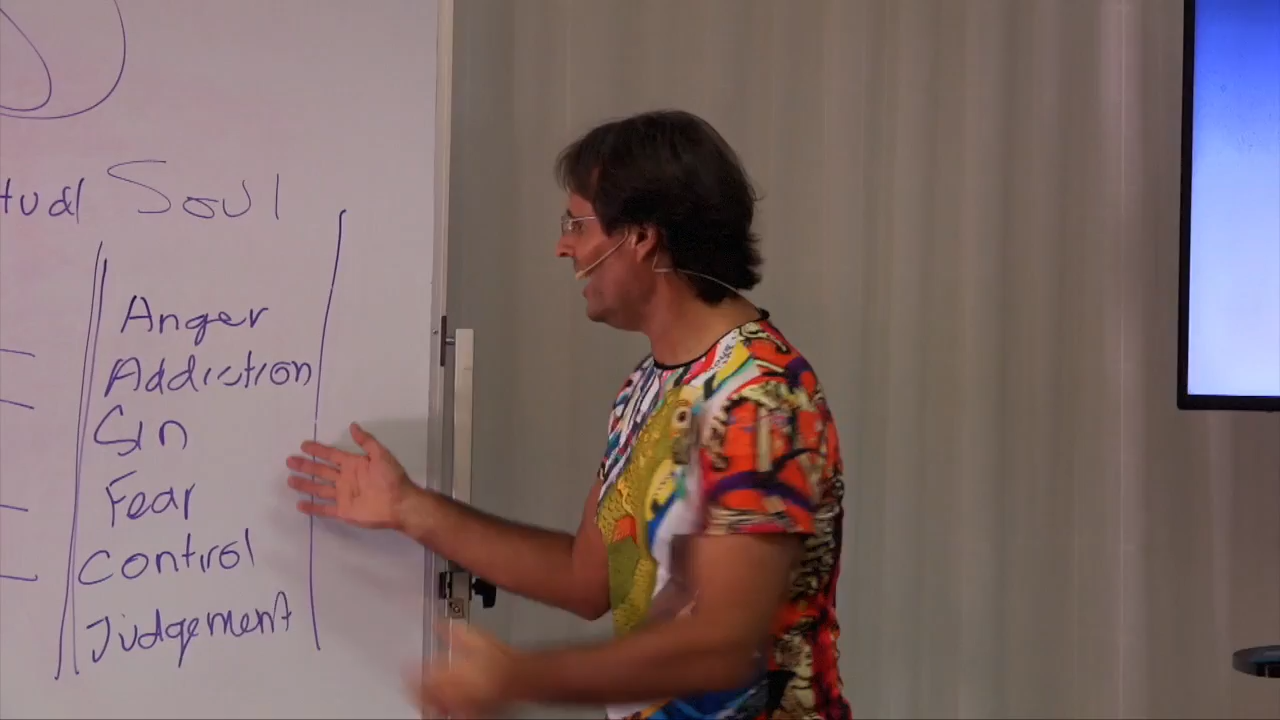 tual Soul
Anger
Addiction
Sin
Fear
Control
Judgement